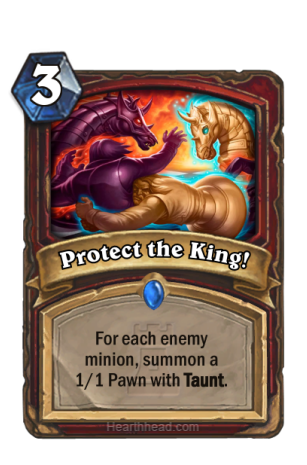 3
Protect the King!
For each enemy
minion, summon a
1/1 Pawn with Taunt.
Hearthhead.com